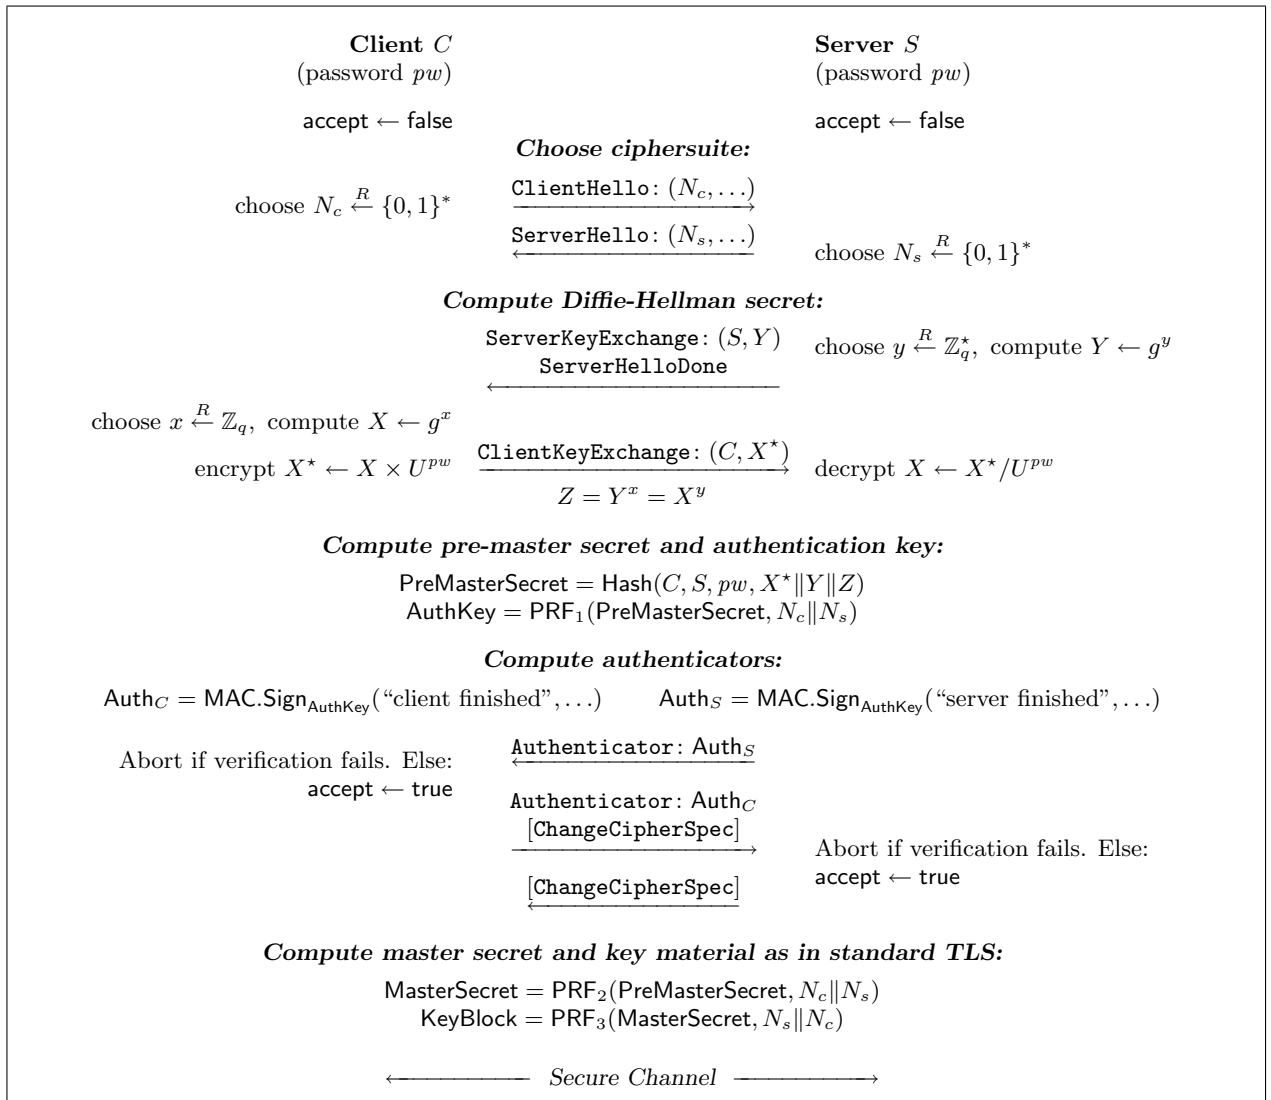 Client C Server S
(password pw) (password pw)
accept ← false accept ← false
Choose ciphersuite:
ClientHello: (N_c, ...)
choose N_c ←^R {0, 1}^*
ServerHello: (N_s, ...)
choose N_s ←^R {0, 1}^*
Compute Diffie-Hellman secret:
ServerKeyExchange: (S, Y) choose y ←^R ℤ_q^⋆, compute Y ← g^y
ServerHelloDone
choose x ←^R ℤ_q, compute X ← g^x
encrypt X^⋆ ← X × U^{pw} ClientKeyExchange: (C, X^⋆) decrypt X ← X^⋆/U^{pw}
Z = Y^x = X^y
Compute pre-master secret and authentication key:
PreMasterSecret = Hash(C, S, pw, X^⋆‖Y‖Z)
AuthKey = PRF_1(PreMasterSecret, N_c‖N_s)
Compute authenticators:
Auth_C = MAC.Sign_{AuthKey}(“client finished”, ...) Auth_S = MAC.Sign_{AuthKey}(“server finished”, ...)
Authenticator: Auth_S
Abort if verification fails. Else:
accept ← true
Authenticator: Auth_C
[ChangeCipherSpec]
Abort if verification fails. Else:
accept ← true
[ChangeCipherSpec]
Compute master secret and key material as in standard TLS:
MasterSecret = PRF_2(PreMasterSecret, N_c‖N_s)
KeyBlock = PRF_3(MasterSecret, N_s‖N_c)
Secure Channel